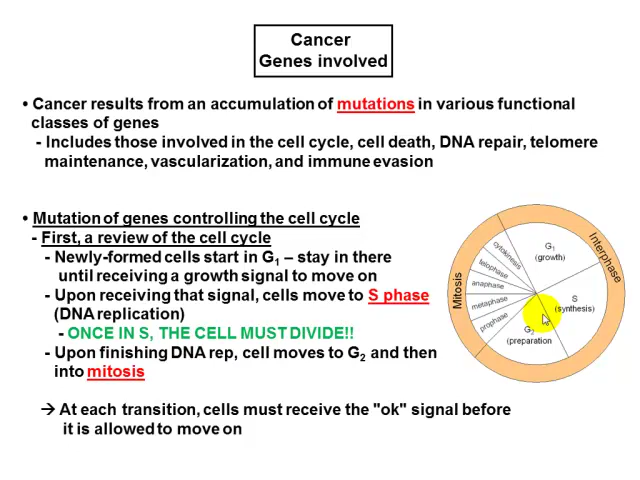 Cancer
Genes involved
• Cancer results from an accumulation of mutations in various functional
classes of genes
- Includes those involved in the cell cycle, cell death, DNA repair, telomere
maintenance, vascularization, and immune evasion
• Mutation of genes controlling the cell cycle
- First, a review of the cell cycle
- Newly-formed cells start in G₁ – stay in there
until receiving a growth signal to move on
- Upon receiving that signal, cells move to S phase
(DNA replication)
- ONCE IN S, THE CELL MUST DIVIDE!!
- Upon finishing DNA rep, cell moves to G₂ and then
into mitosis
→ At each transition, cells must receive the "ok" signal before
it is allowed to move on
Mitosis
Interphase
cytokinesis
telophase
anaphase
metaphase
prophase
G₁
(growth)
S
(synthesis)
G₂
(preparation